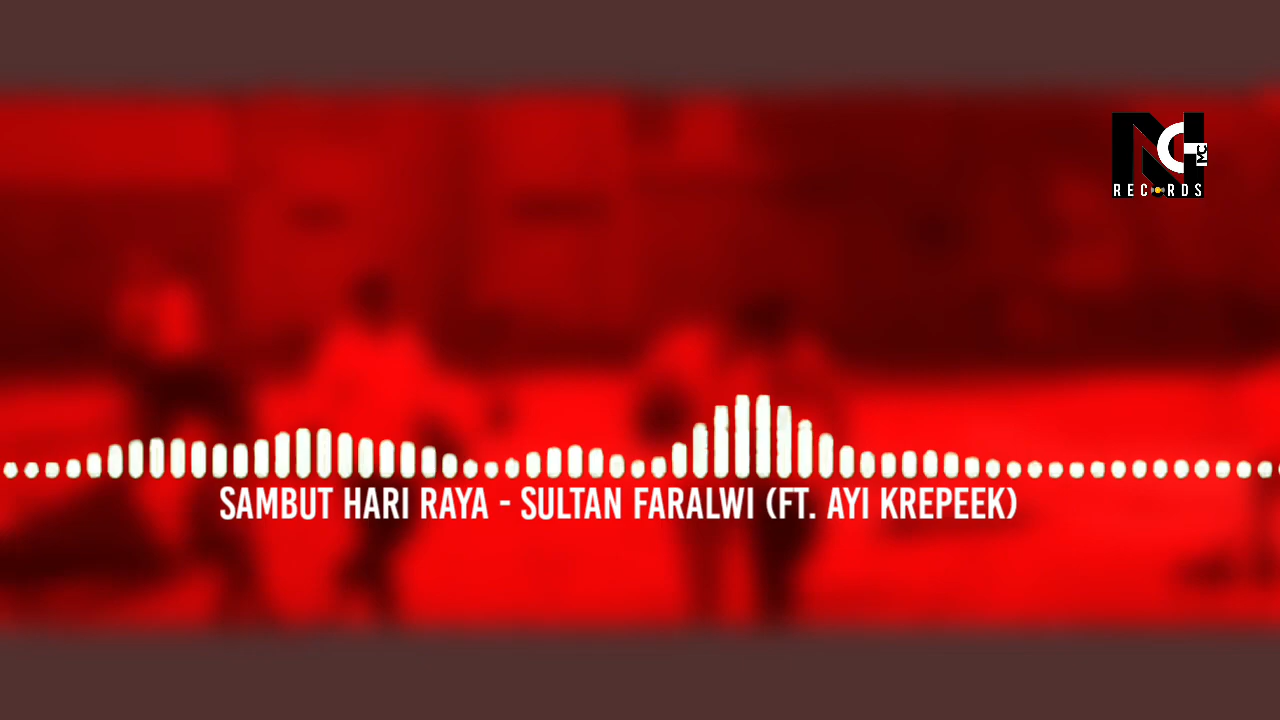 NG
MC
RECORDS
SAMBUT HARI RAYA - SULTAN FARALWI (FT. AYI KREPEEK)